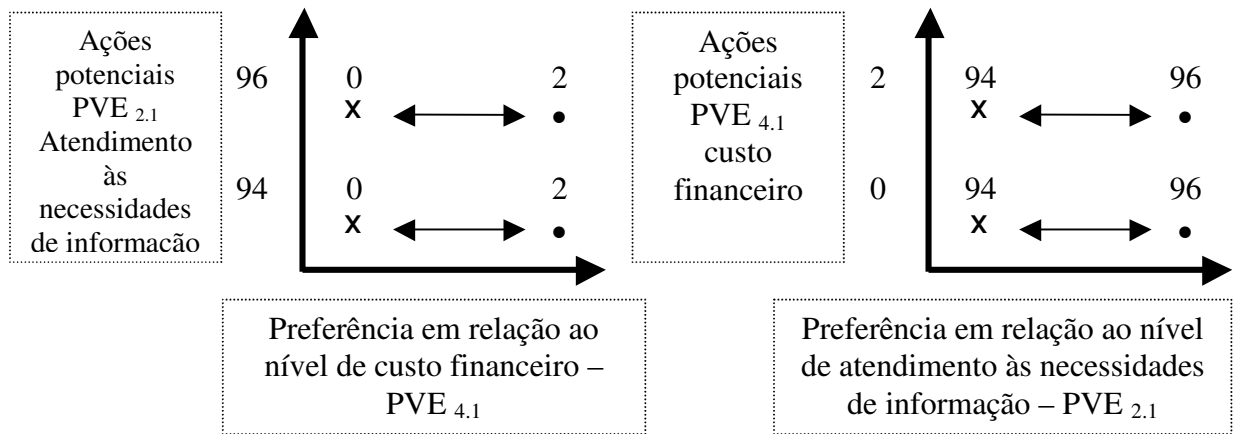 Ações
potenciais
PVE 2.1
Atendimento
às
necessidades
de informacão
96 0 2
x •
94 0 2
x •
Preferência em relação ao
nível de custo financeiro –
PVE 4.1
Ações
potenciais
PVE 4.1
custo
financeiro
2 94 96
x •
0 94 96
x •
Preferência em relação ao nível
de atendimento às necessidades
de informação – PVE 2.1